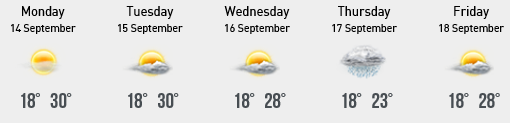 Monday Tuesday Wednesday Thursday Friday
14 September 15 September 16 September 17 September 18 September
18° 30° 18° 30° 18° 28° 18° 23° 18° 28°